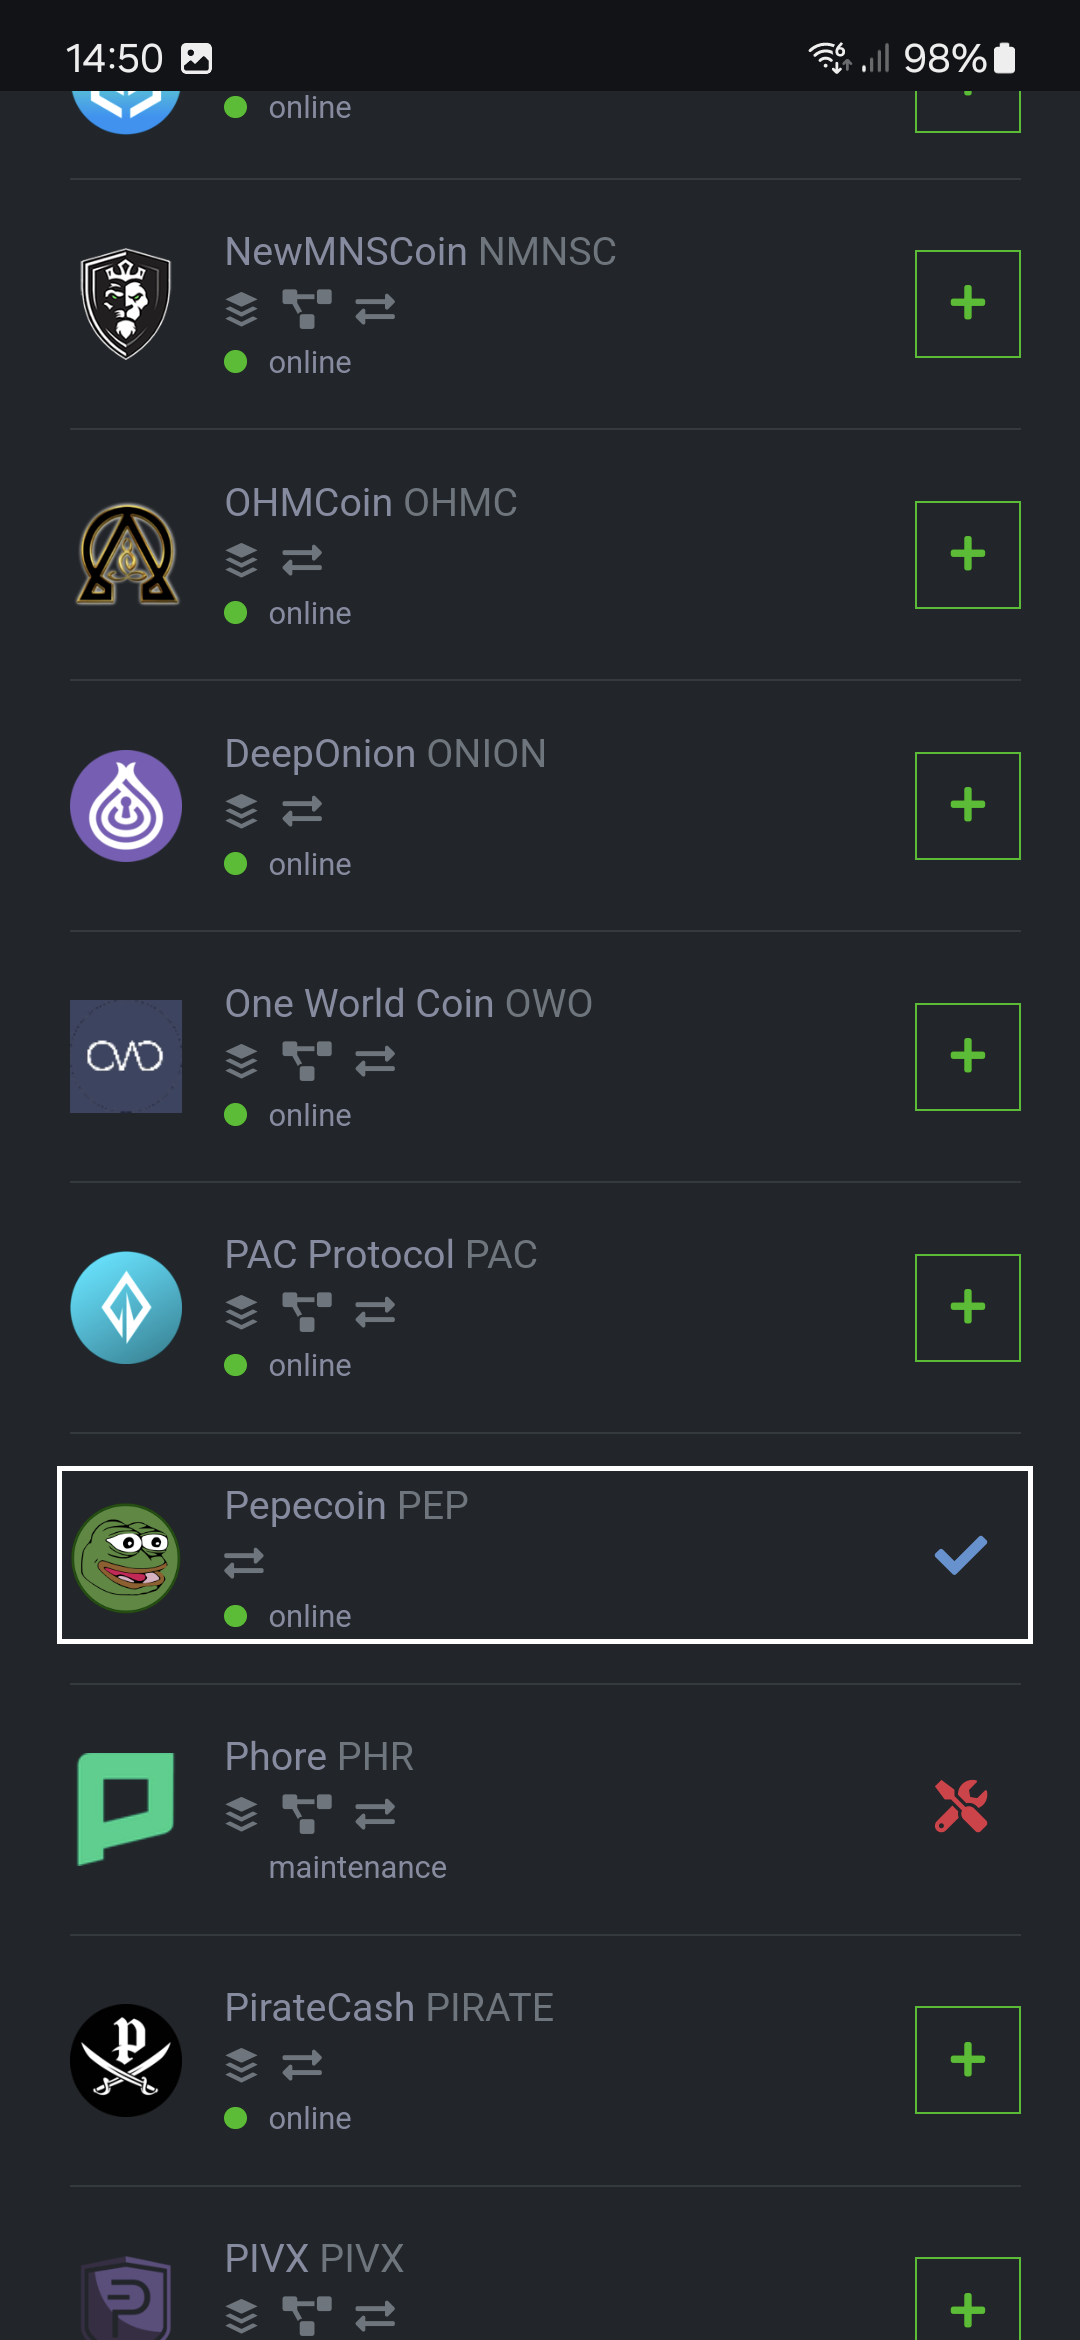 14:50
98%
online
NewMNSCoin NMNSC
online
OHMCoin OHMC
online
DeepOnion ONION
online
One World Coin OWO
online
PAC Protocol PAC
online
Pepecoin PEP
online
Phore PHR
maintenance
PirateCash PIRATE
online
PIVX PIVX